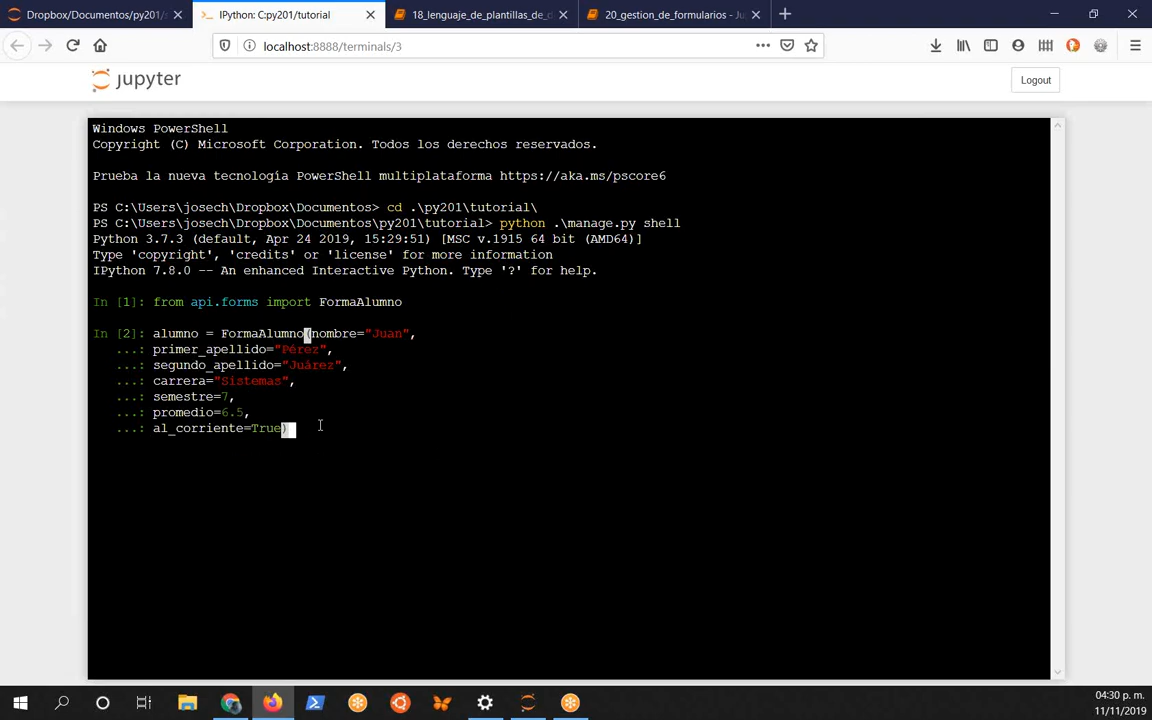 Dropbox/Documentos/py201/
IPython: C:py201/tutorial
18_lenguaje_de_plantillas_de_d
20_gestion_de_formularios - Ju
localhost:8888/terminals/3
jupyter
Logout
Windows PowerShell
Copyright (C) Microsoft Corporation. Todos los derechos reservados.
Prueba la nueva tecnología PowerShell multiplataforma https://aka.ms/pscore6
PS C:\Users\josech\Dropbox\Documentos> cd .\py201\tutorial\
PS C:\Users\josech\Dropbox\Documentos\py201\tutorial> python .\manage.py shell
Python 3.7.3 (default, Apr 24 2019, 15:29:51) [MSC v.1915 64 bit (AMD64)]
Type 'copyright', 'credits' or 'license' for more information
IPython 7.8.0 -- An enhanced Interactive Python. Type '?' for help.
In [1]: from api.forms import FormaAlumno
In [2]: alumno = FormaAlumno(nombre="Juan",
...: primer_apellido="Pérez",
...: segundo_apellido="Juárez",
...: carrera="Sistemas",
...: semestre=7,
...: promedio=6.5,
...: al_corriente=True)
04:30 p. m.
11/11/2019